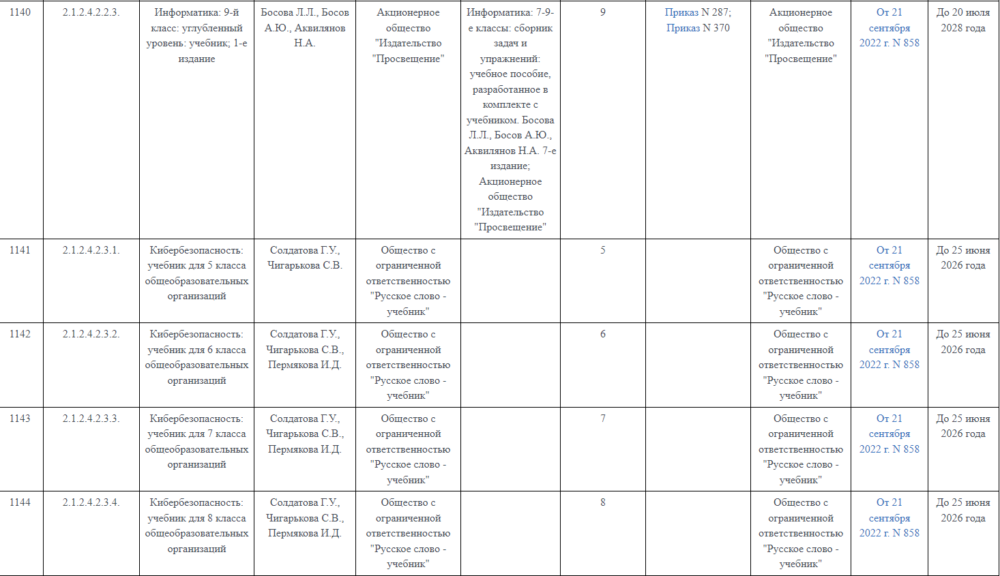 1140
2.1.2.4.2.2.3.
Информатика: 9-й
класс: углубленный
уровень: учебник; 1-е
издание
Босова Л.Л., Босов
А.Ю., Аквилянов
Н.А.
Акционерное
общество
"Издательство
"Просвещение"
Информатика: 7-9-
е классы: сборник
задач и
упражнений:
учебное пособие,
разработанное в
комплекте с
учебником. Босова
Л.Л., Босов А.Ю.,
Аквилянов Н.А. 7-е
издание;
Акционерное
общество
"Издательство
"Просвещение"
9
Приказ N 287;
Приказ N 370
Акционерное
общество
"Издательство
"Просвещение"
От 21
сентября
2022 г. N 858
До 20 июля
2028 года
1141
2.1.2.4.2.3.1.
Кибербезопасность:
учебник для 5 класса
общеобразовательных
организаций
Солдатова Г.У.,
Чигарькова С.В.
Общество с
ограниченной
ответственностью
"Русское слово -
учебник"
5
Общество с
ограниченной
ответственностью
"Русское слово -
учебник"
От 21
сентября
2022 г. N 858
До 25 июня
2026 года
1142
2.1.2.4.2.3.2.
Кибербезопасность:
учебник для 6 класса
общеобразовательных
организаций
Солдатова Г.У.,
Чигарькова С.В.,
Пермякова И.Д.
Общество с
ограниченной
ответственностью
"Русское слово -
учебник"
6
Общество с
ограниченной
ответственностью
"Русское слово -
учебник"
От 21
сентября
2022 г. N 858
До 25 июня
2026 года
1143
2.1.2.4.2.3.3.
Кибербезопасность:
учебник для 7 класса
общеобразовательных
организаций
Солдатова Г.У.,
Чигарькова С.В.,
Пермякова И.Д.
Общество с
ограниченной
ответственностью
"Русское слово -
учебник"
7
Общество с
ограниченной
ответственностью
"Русское слово -
учебник"
От 21
сентября
2022 г. N 858
До 25 июня
2026 года
1144
2.1.2.4.2.3.4.
Кибербезопасность:
учебник для 8 класса
общеобразовательных
организаций
Солдатова Г.У.,
Чигарькова С.В.,
Пермякова И.Д.
Общество с
ограниченной
ответственностью
"Русское слово -
учебник"
8
Общество с
ограниченной
ответственностью
"Русское слово -
учебник"
От 21
сентября
2022 г. N 858
До 25 июня
2026 года